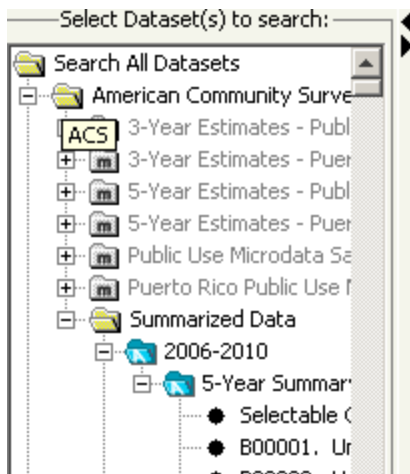 Select Dataset(s) to search:
Search All Datasets
American Community Surve
ACS 3-Year Estimates - Publ
m 3-Year Estimates - Puer
m 5-Year Estimates - Publ
m 5-Year Estimates - Puer
m Public Use Microdata Sa
m Puerto Rico Public Use
Summarized Data
2006-2010
5-Year Summar
Selectable
B00001. Un